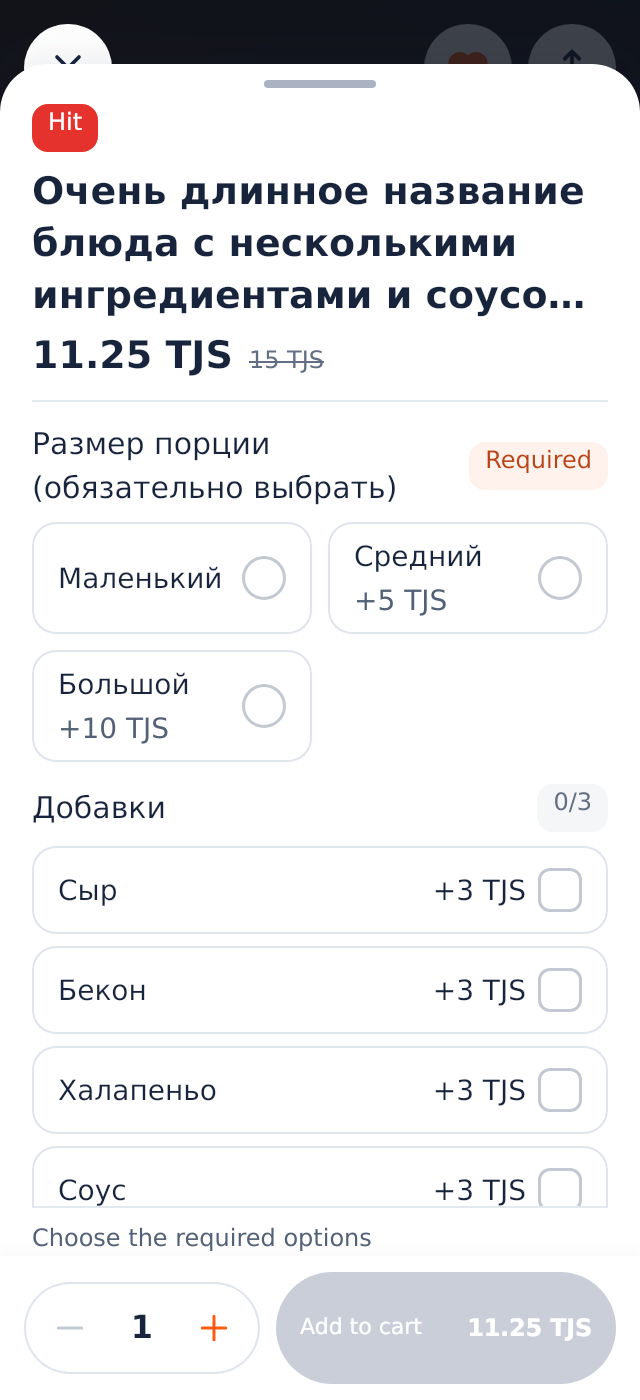 Hit
Очень длинное название
блюда с несколькими
ингредиентами и соусо...
11.25 TJS 15 TJS
Размер порции
(обязательно выбрать)
Required
Маленький
Средний
+5 TJS
Большой
+10 TJS
Добавки
0/3
Сыр +3 TJS
Бекон +3 TJS
Халапеньо +3 TJS
Соус +3 TJS
Choose the required options
1
Add to cart 11.25 TJS